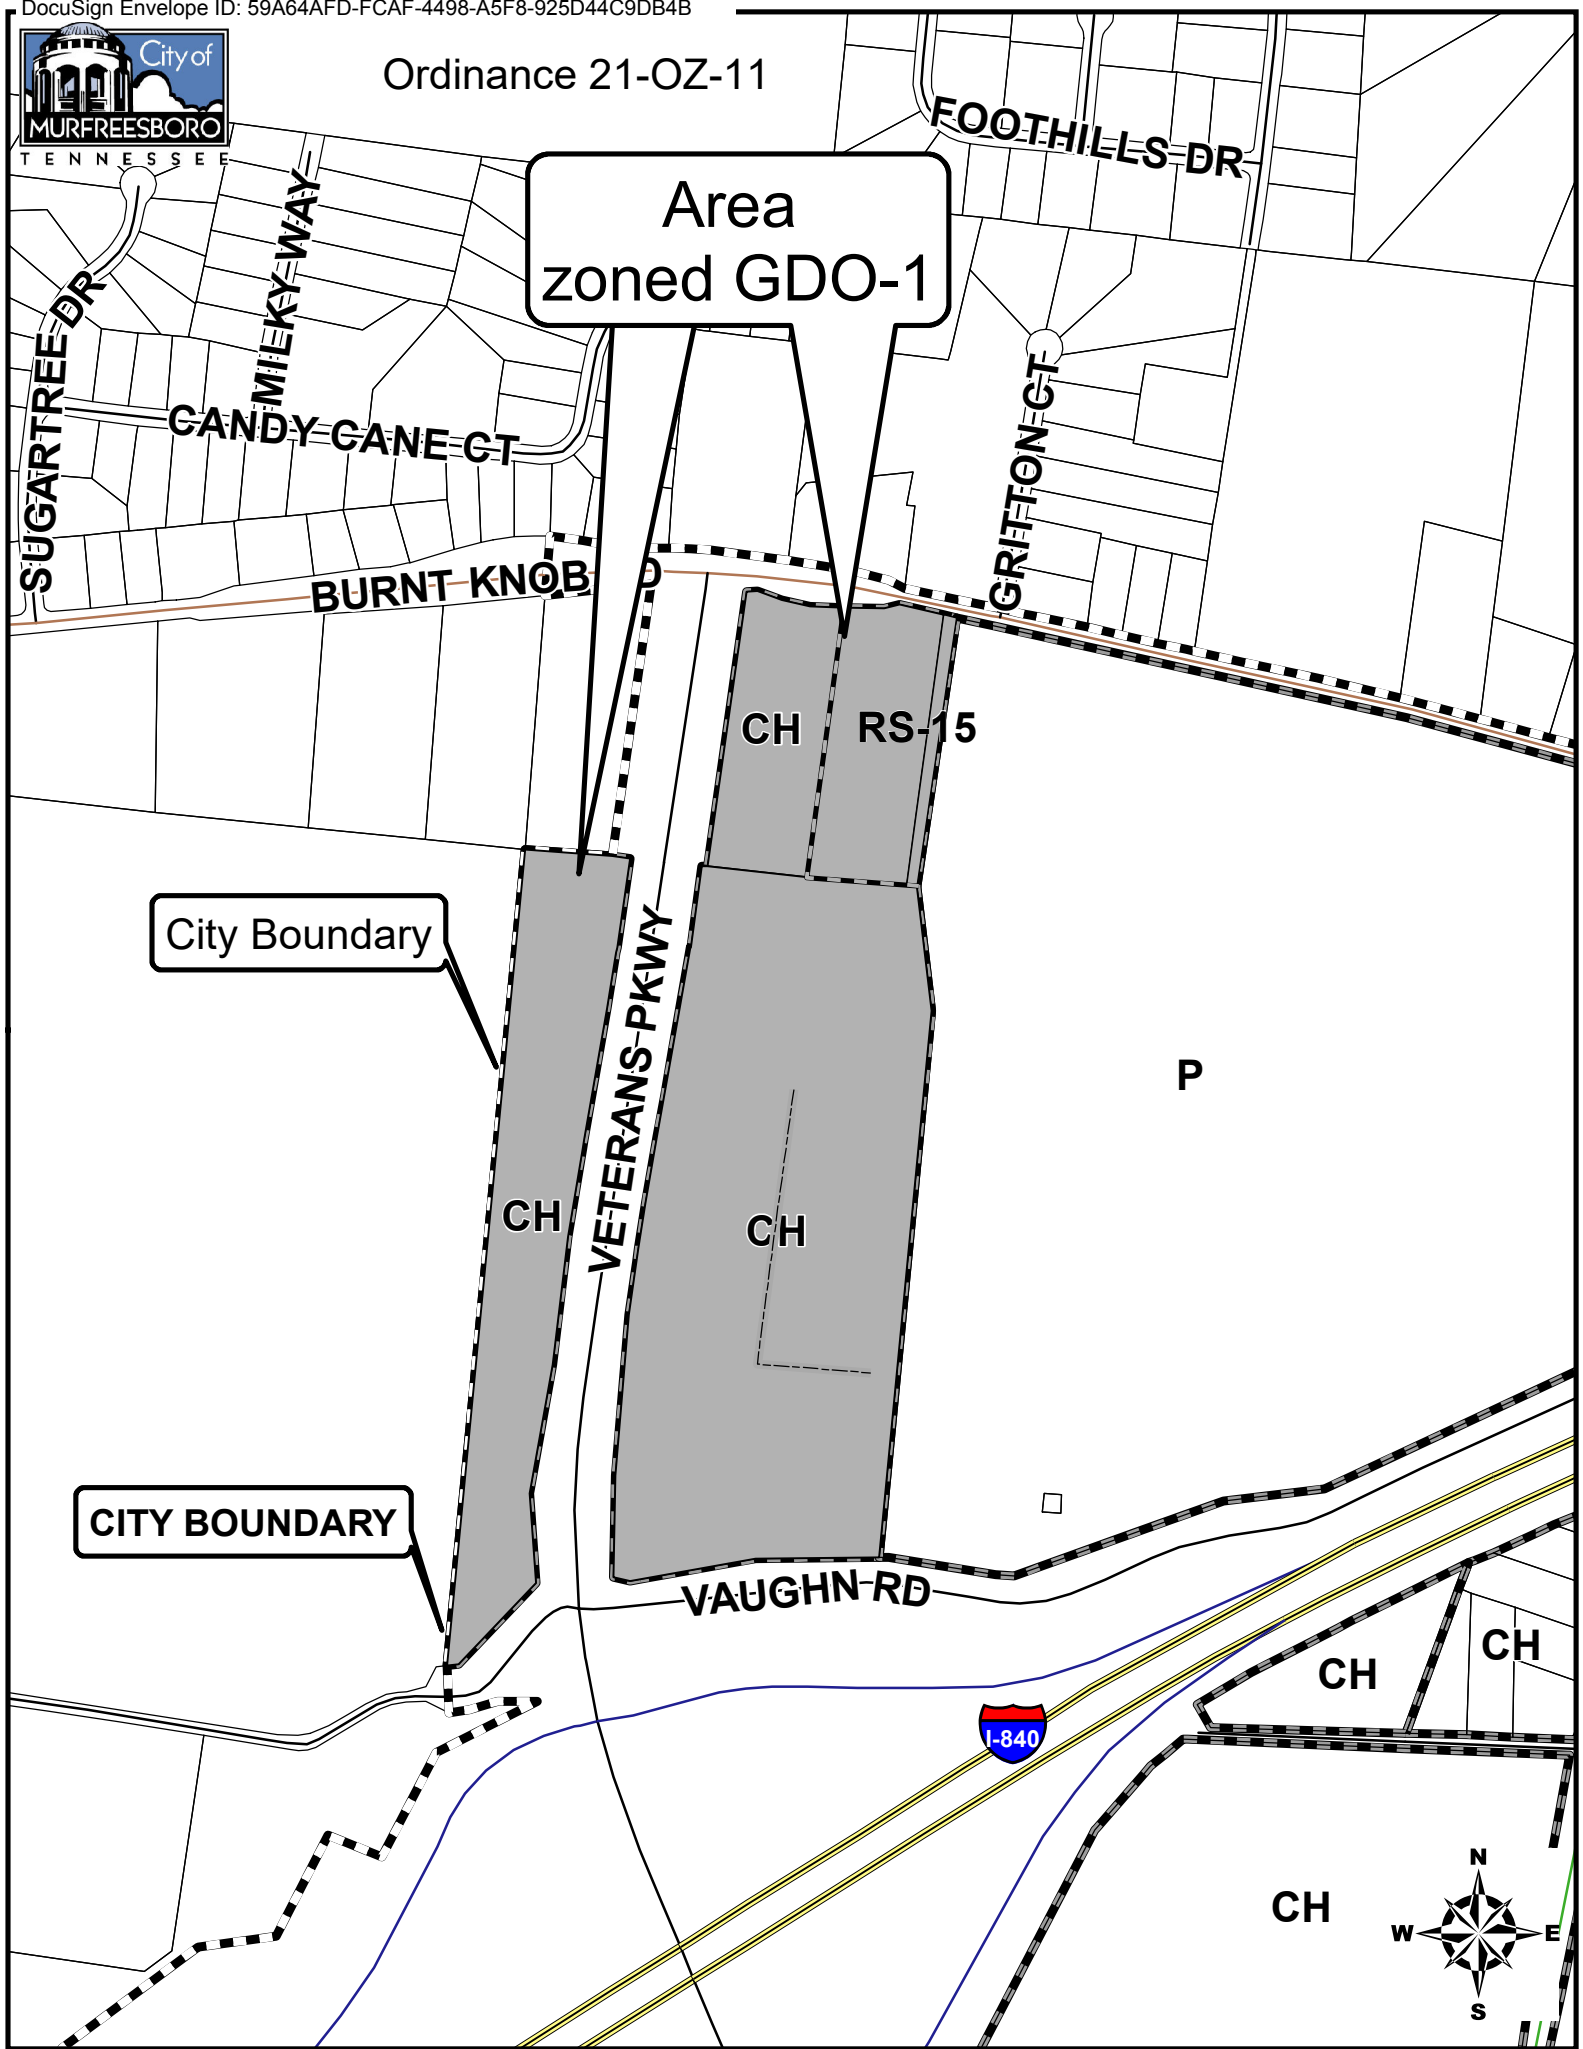 DocuSign Envelope ID: 59A64AFD-FCAF-4498-A5F8-925D44C9DB4B
City of
MURFREESBORO
TENNESSEE
Ordinance 21-OZ-11
FOOTHILLS DR
Area
zoned GDO-1
MILKY WAY
SUGARTREE DR
CANDY CANE CT
GRITTON CT
BURNT KNOB D
CH
RS-15
City Boundary
VETERANS PKWY
P
CH
CH
CITY BOUNDARY
VAUGHN RD
CH
CH
I-840
CH
N
W
E
S